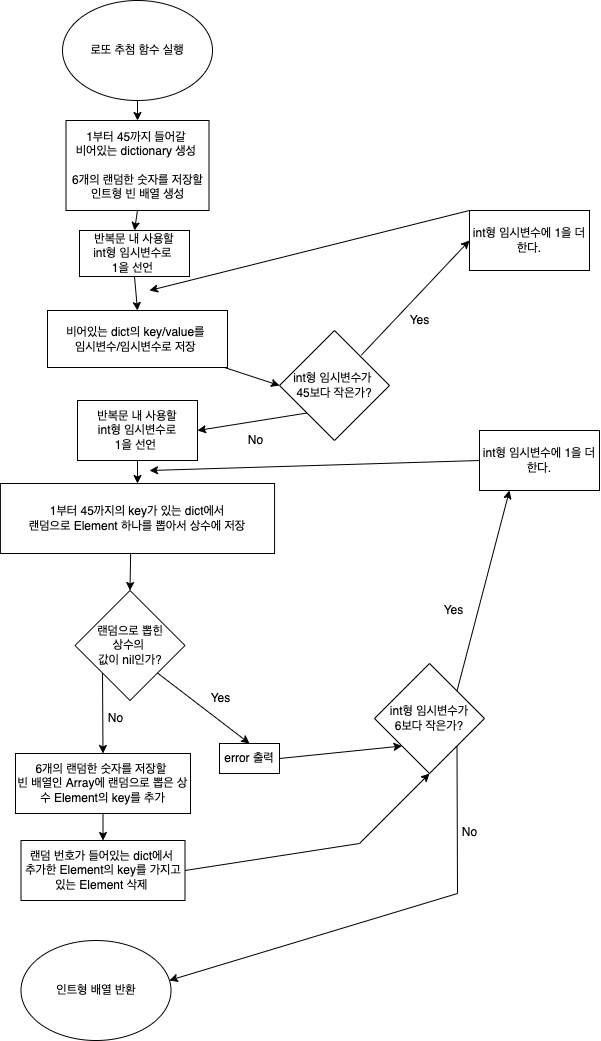 로또 추첨 함수 실행
1부터 45까지 들어갈
비어있는 dictionary 생성
6개의 랜덤한 숫자를 저장할
인트형 빈 배열 생성
반복문 내 사용할
int형 임시변수로
1을 선언
int형 임시변수에 1을 더
한다.
Yes
비어있는 dict의 key/value를
임시변수/임시변수로 저장
int형 임시변수가
45보다 작은가?
No
반복문 내 사용할
int형 임시변수로
1을 선언
int형 임시변수에 1을 더
한다.
1부터 45까지의 key가 있는 dict에서
랜덤으로 Element 하나를 뽑아서 상수에 저장
랜덤으로 뽑힌
상수의
값이 nil인가?
Yes
No
error 출력
Yes
int형 임시변수가
6보다 작은가?
No
6개의 랜덤한 숫자를 저장할
빈 배열인 Array에 랜덤으로 뽑은 상
수 Element의 key를 추가
랜덤 번호가 들어있는 dict에서
추가한 Element의 key를 가지고
있는 Element 삭제
인트형 배열 반환